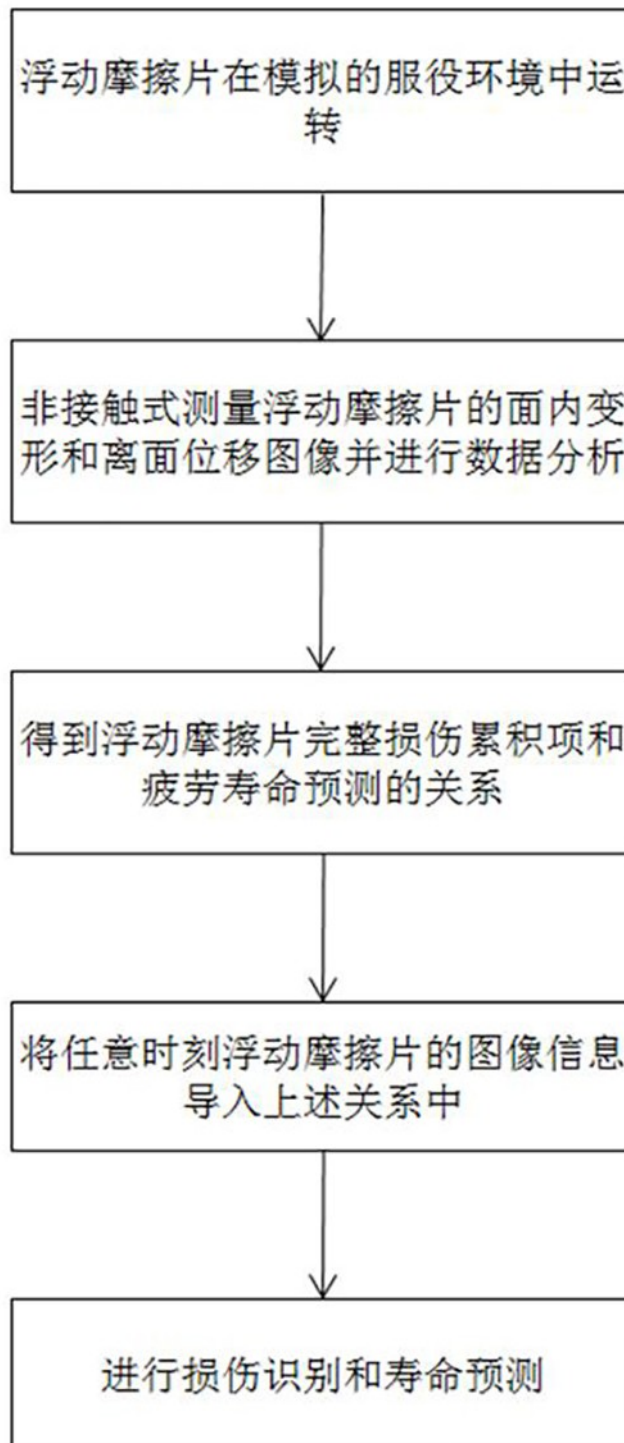 浮动摩擦片在模拟的服役环境中运
转
非接触式测量浮动摩擦片的面内变
形和离面位移图像并进行数据分析
得到浮动摩擦片完整损伤累积项和
疲劳寿命预测的关系
将任意时刻浮动摩擦片的图像信息
导入上述关系中
进行损伤识别和寿命预测